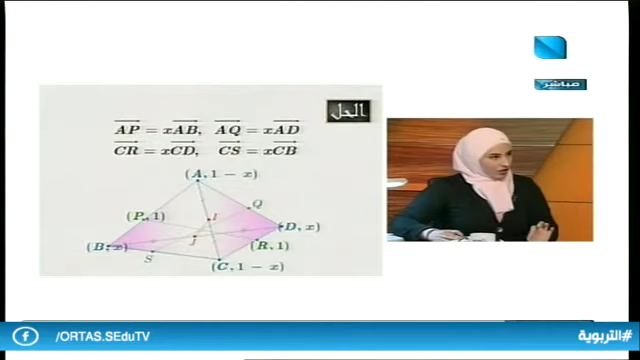 مباشر
الحل
AP = xAB, AQ = xAD
CR = xCD, CS = xCB
(A, 1 − x)
Q
(P, 1)
I
(D, x)
(B, x)
J
(R, 1)
S
(C, 1 − x)
/ORTAS.SEduTV
#التربوية